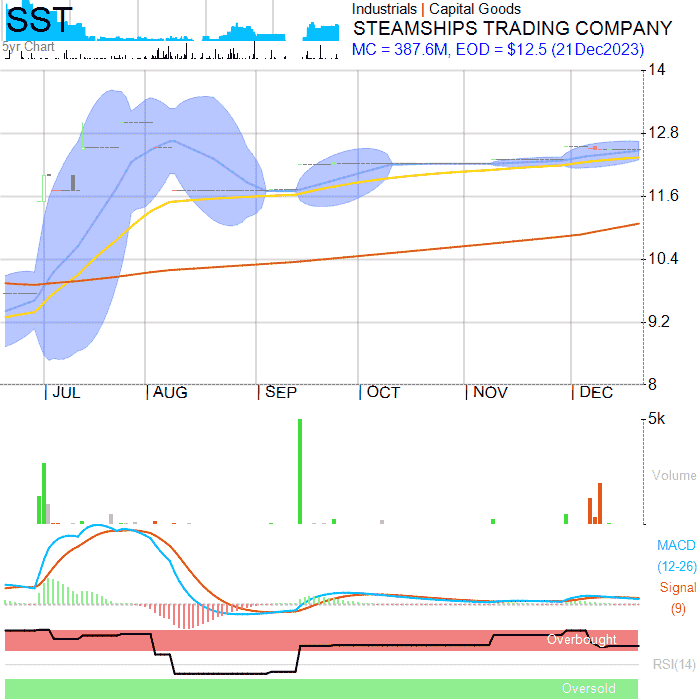 SST
5yr Chart
Industrials | Capital Goods
STEAMSHIPS TRADING COMPANY
MC = 387.6M, EOD = $12.5 (21Dec2023)
14
12.8
11.6
10.4
9.2
8
JUL AUG SEP OCT NOV DEC
5k
Volume
MACD
(12-26)
Signal
(9)
Overbought
RSI(14)
Oversold